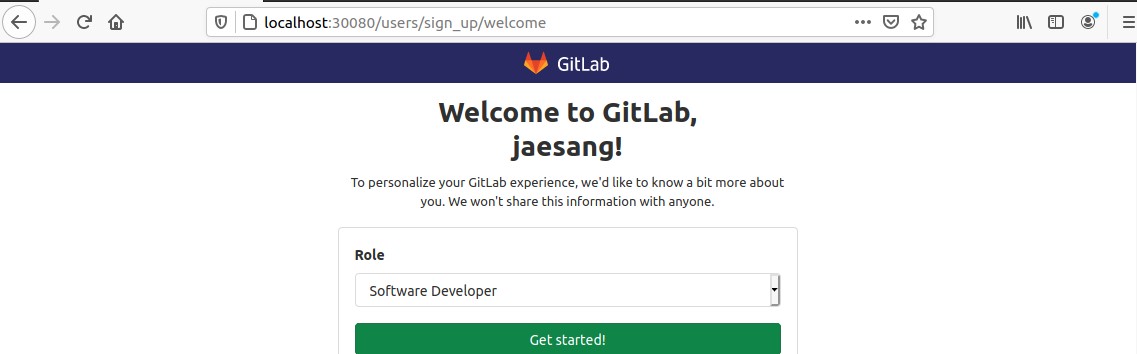 localhost:30080/users/sign_up/welcome
GitLab
Welcome to GitLab,
jaesang!
To personalize your GitLab experience, we'd like to know a bit more about
you. We won't share this information with anyone.
Role
Software Developer
Get started!